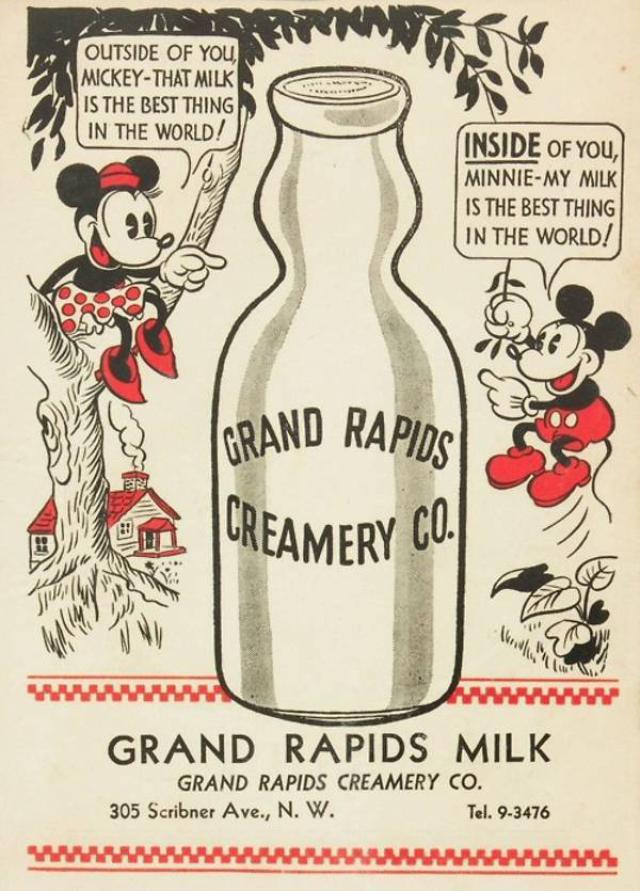 OUTSIDE OF YOU,
MICKEY-THAT MILK
IS THE BEST THING
IN THE WORLD!
INSIDE OF YOU,
MINNIE-MY MILK
IS THE BEST THING
IN THE WORLD!
GRAND RAPIDS
CREAMERY CO.
GRAND RAPIDS MILK
GRAND RAPIDS CREAMERY CO.
305 Scribner Ave., N. W.
Tel. 9-3476